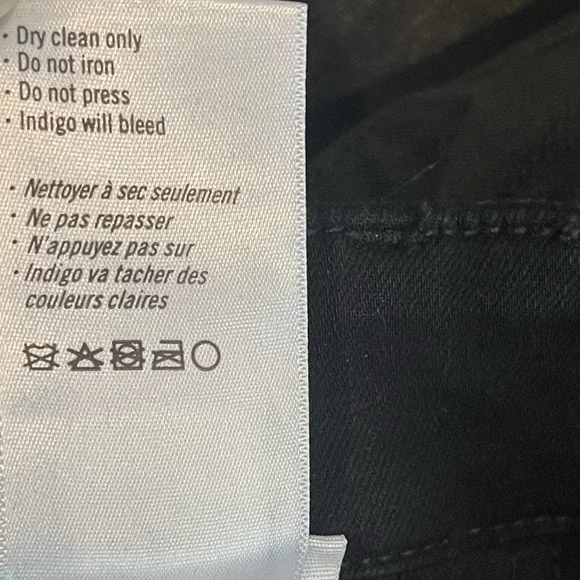 · Dry clean only
· Do not iron
· Do not press
· Indigo will bleed
· Nettoyer à sec seulement
· Ne pas repasser
· N'appuyez pas sur
· Indigo va tacher des
couleurs claires